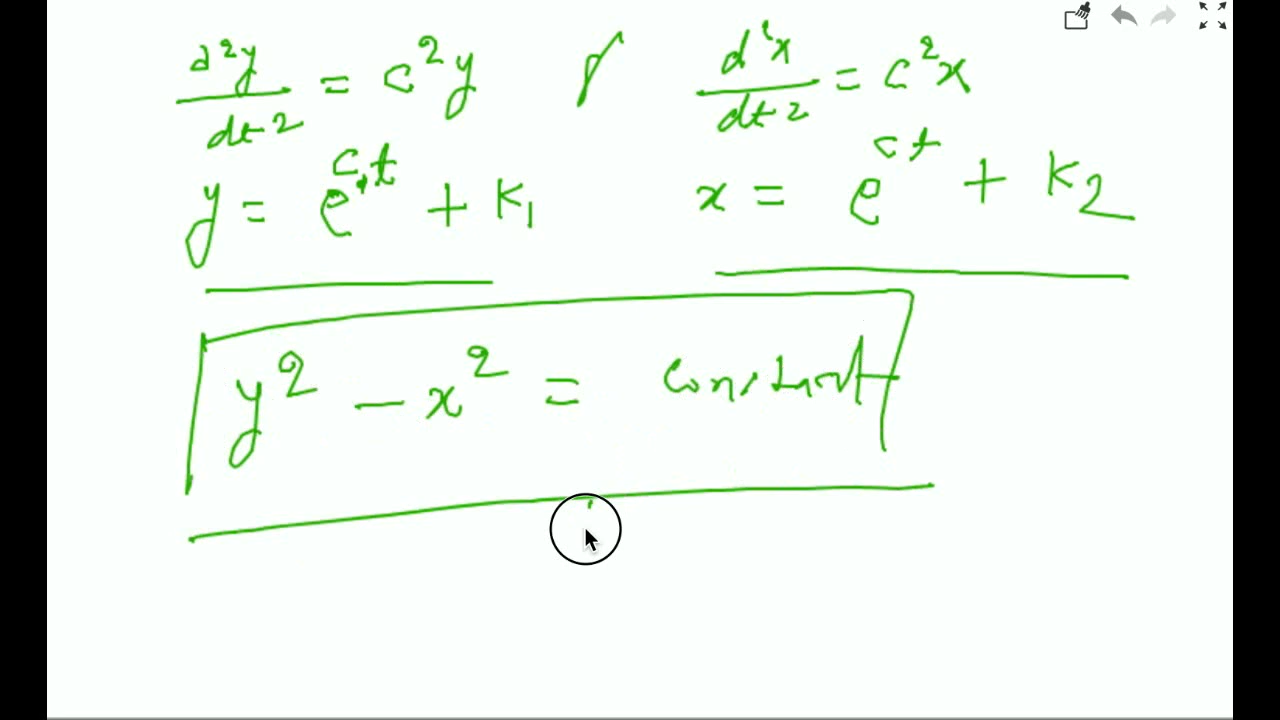 d²y/dt² = c²y    d²x/dt² = c²x
y = e^{ct} + K₁    x = e^{ct} + K₂
y² - x² = constant